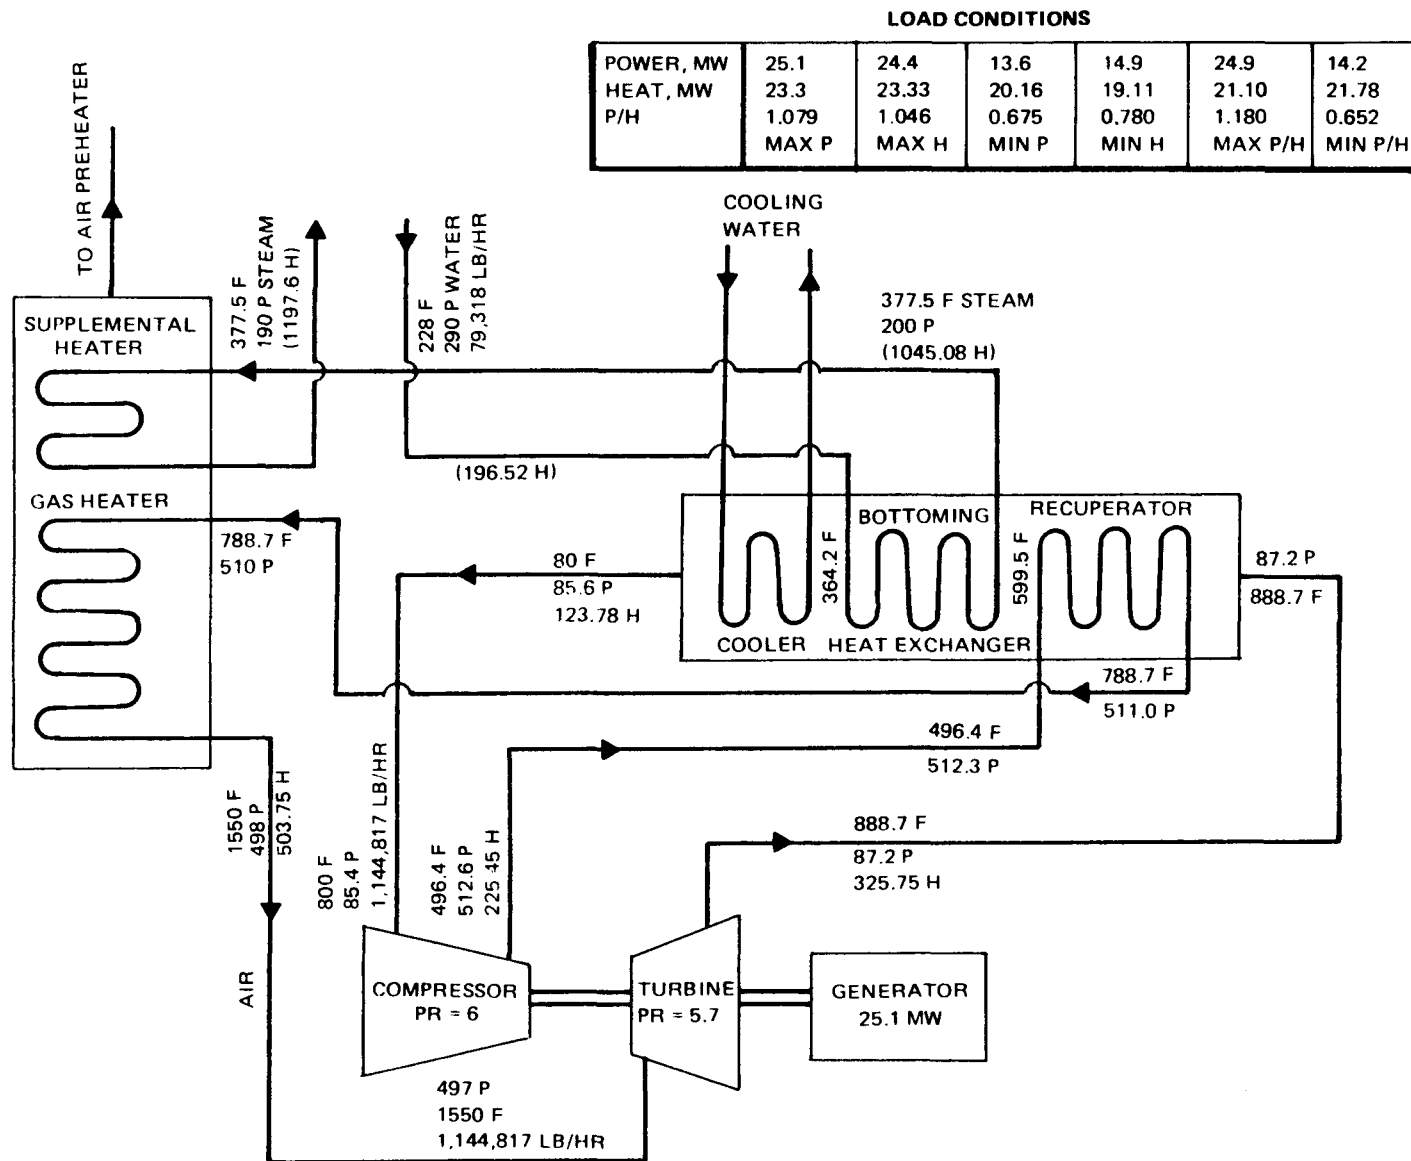 LOAD CONDITIONS
POWER, MW 25.1 24.4 13.6 14.9 24.9 14.2
HEAT, MW 23.3 23.33 20.16 19.11 21.10 21.78
P/H 1.079 1.046 0.675 0.780 1.180 0.652
MAX P MAX H MIN P MIN H MAX P/H MIN P/H
TO AIR PREHEATER
377.5 F
190 P STEAM
(1197.6 H)
228 F
290 P WATER
79,318 LB/HR
COOLING
WATER
377.5 F STEAM
200 P
(1045.08 H)
SUPPLEMENTAL
HEATER
(196.52 H)
GAS HEATER
788.7 F
510 P
80 F
85.6 P
123.78 H
364.2 F
BOTTOMING
599.5 F
RECUPERATOR
COOLER
HEAT EXCHANGER
87.2 P
888.7 F
788.7 F
511.0 P
496.4 F
512.3 P
1550 F
498 P
503.75 H
800 F
85.4 P
1,144,817 LB/HR
496.4 F
512.6 P
225.45 H
888.7 F
87.2 P
325.75 H
AIR
COMPRESSOR
PR = 6
TURBINE
PR = 5.7
GENERATOR
25.1 MW
497 P
1550 F
1,144,817 LB/HR